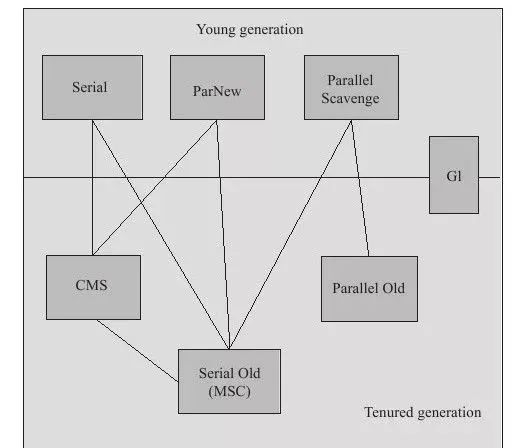 Young generation
Serial
ParNew
Parallel
Scavenge
Gl
CMS
Parallel Old
Serial Old
(MSC)
Tenured generation